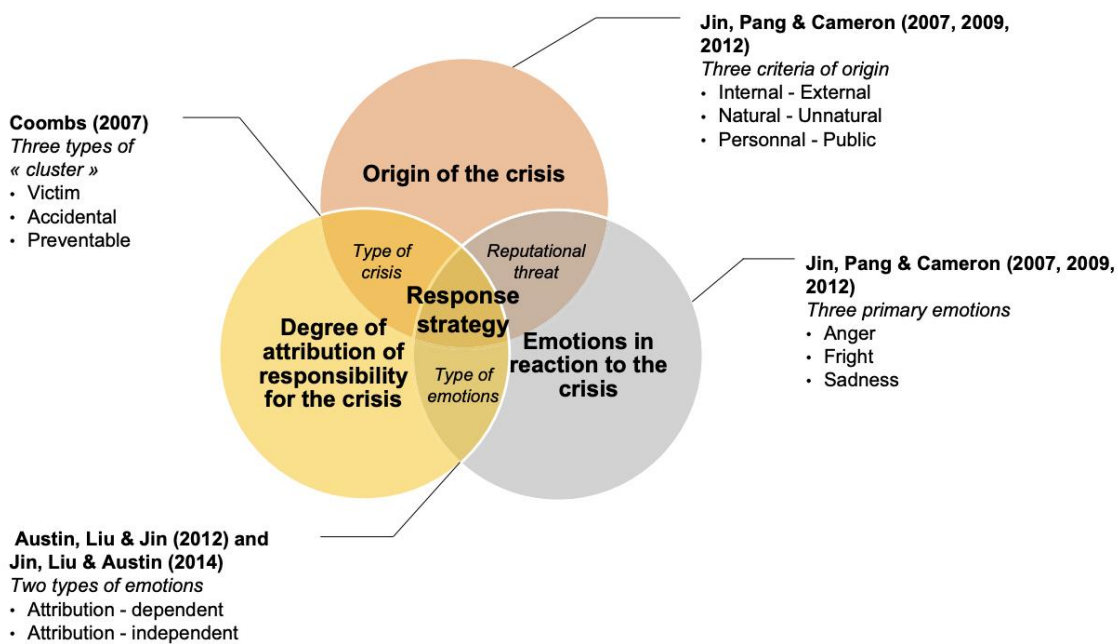 Jin, Pang & Cameron (2007, 2009,
2012)
Three criteria of origin
• Internal - External
• Natural - Unnatural
• Personnal - Public
Coombs (2007)
Three types of
« cluster »
• Victim
• Accidental
• Preventable
Origin of the crisis
Type of
crisis
Reputational
threat
Response
strategy
Degree of
attribution of
responsibility
for the crisis
Type of
emotions
Emotions in
reaction to the
crisis
Jin, Pang & Cameron (2007, 2009,
2012)
Three primary emotions
• Anger
• Fright
• Sadness
Austin, Liu & Jin (2012) and
Jin, Liu & Austin (2014)
Two types of emotions
• Attribution - dependent
• Attribution - independent